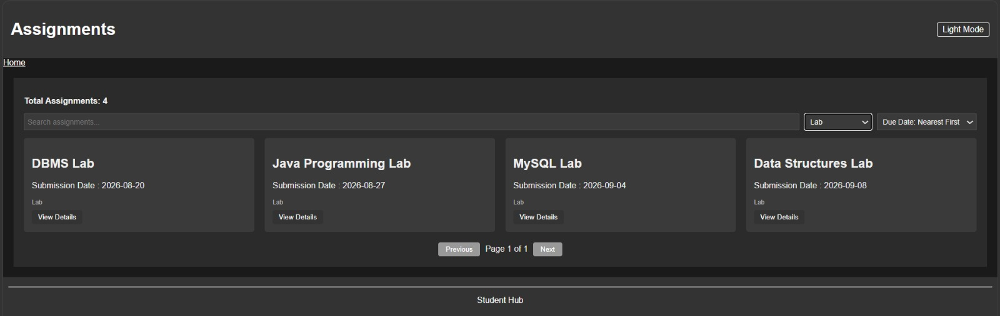 Assignments
Light Mode
Home
Total Assignments: 4
Search assignments...
Lab
Due Date: Nearest First
DBMS Lab
Submission Date : 2026-08-20
Lab
View Details
Java Programming Lab
Submission Date : 2026-08-27
Lab
View Details
MySQL Lab
Submission Date : 2026-09-04
Lab
View Details
Data Structures Lab
Submission Date : 2026-09-08
Lab
View Details
Previous
Page 1 of 1
Next
Student Hub